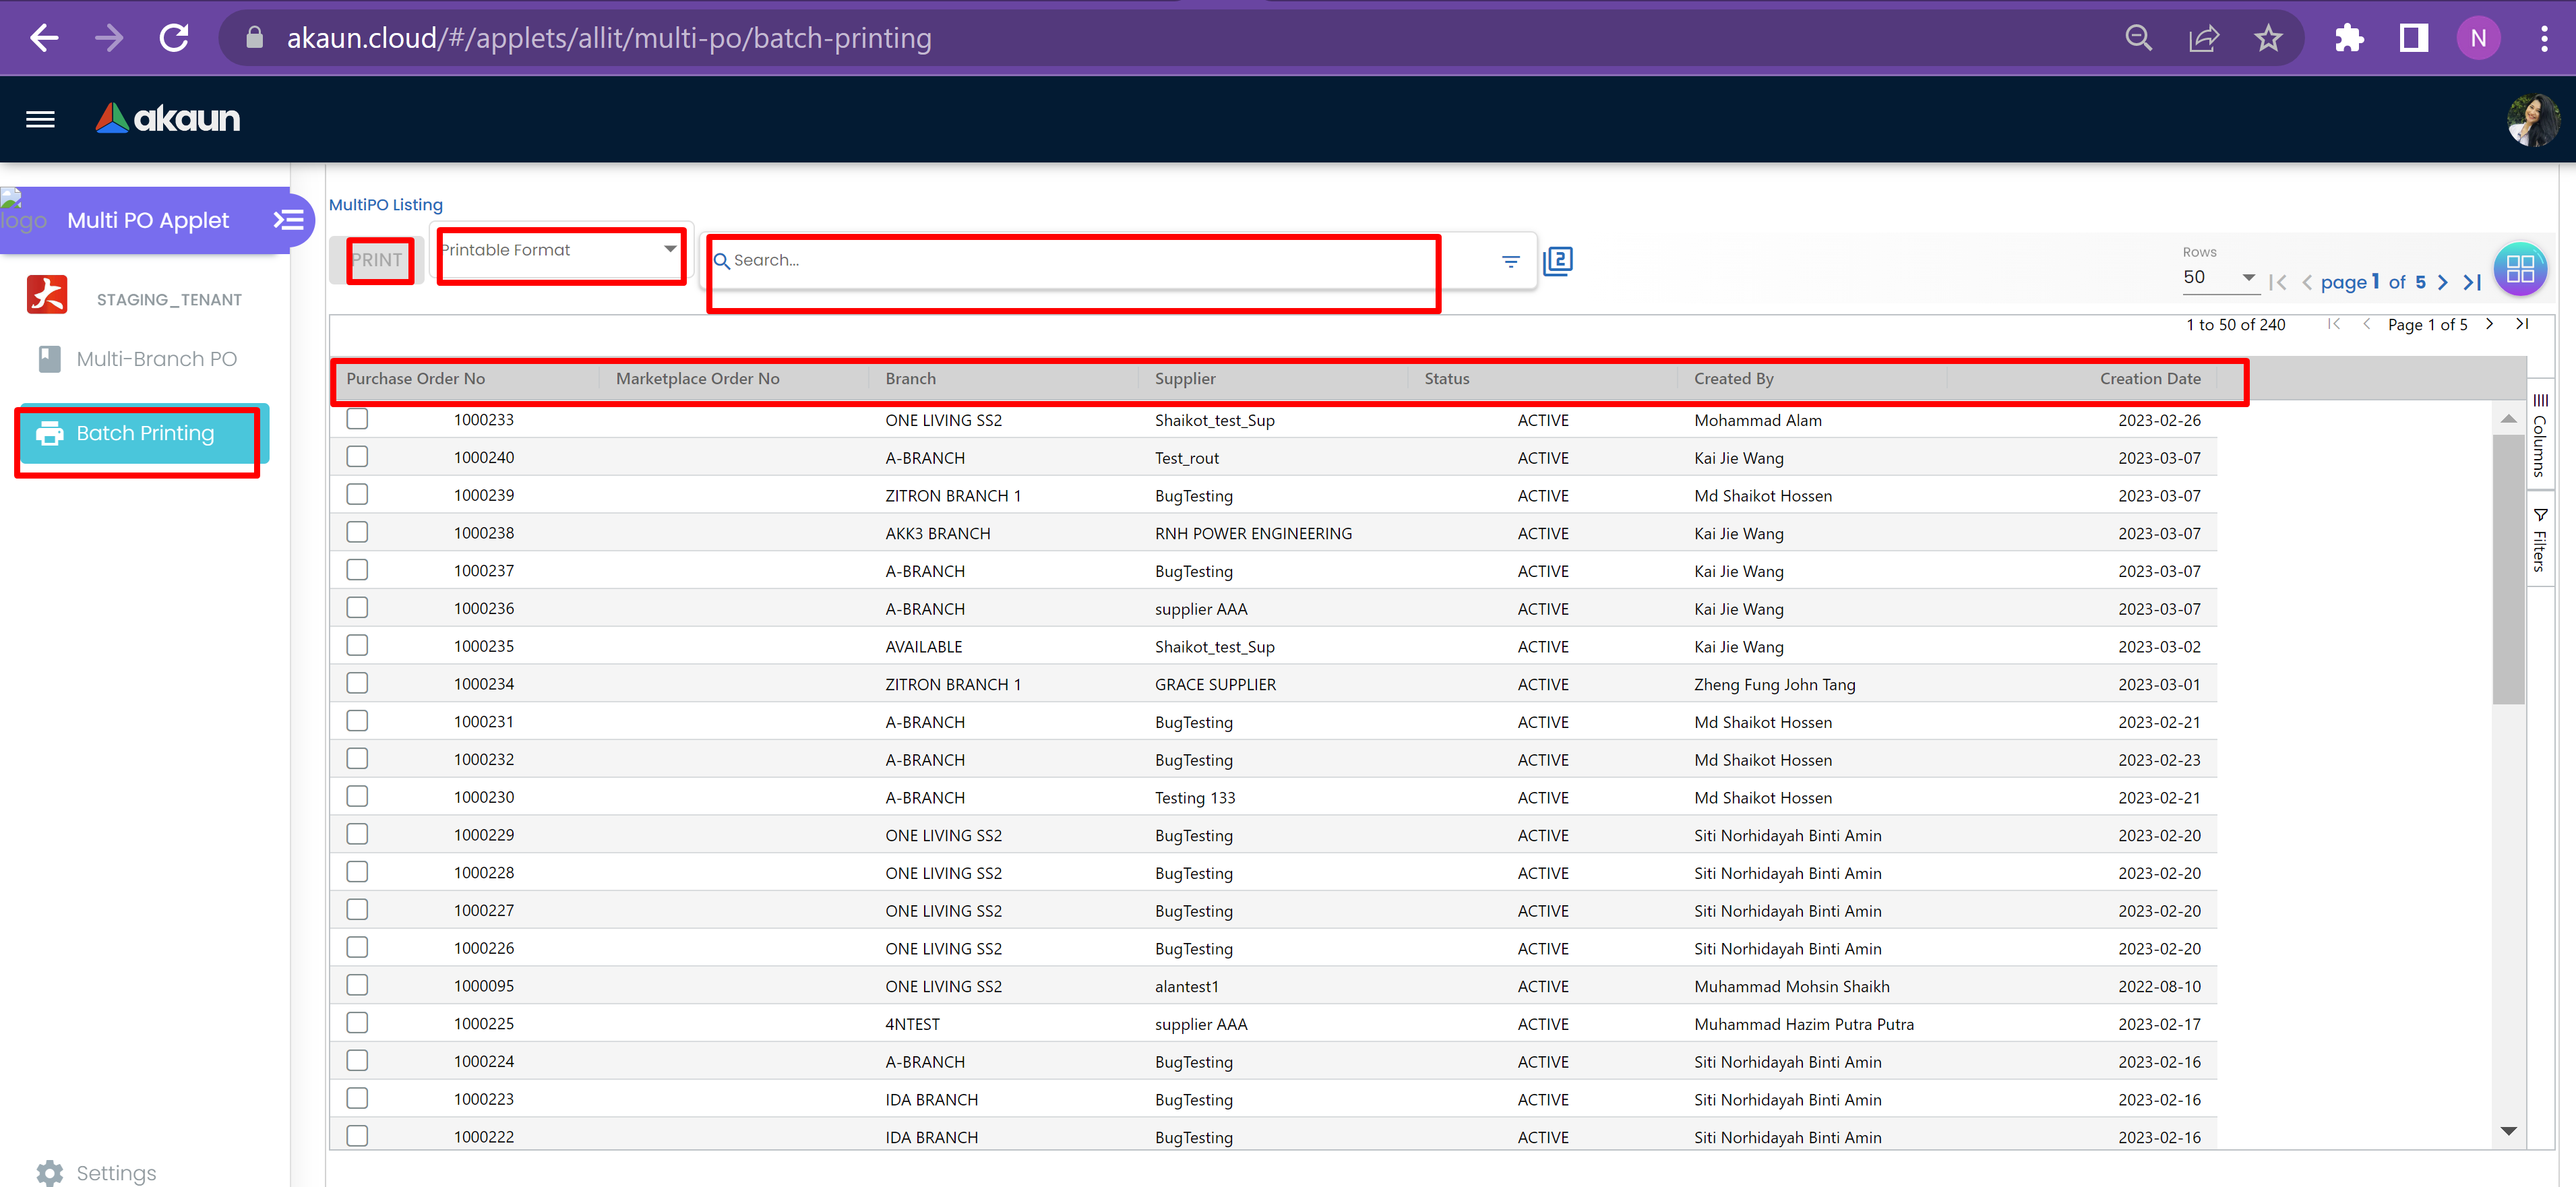 akaun.cloud/#/applets/allit/multi-po/batch-printing
N
akaun
logo
Multi PO Applet
STAGING_TENANT
Multi-Branch PO
Batch Printing
Settings
MultiPO Listing
PRINT
Printable Format
Search...
2
Rows
50
page 1 of 5
1 to 50 of 240
Page 1 of 5
Purchase Order No Marketplace Order No Branch Supplier Status Created By Creation Date
1000233 ONE LIVING SS2 Shaikot_test_Sup ACTIVE Mohammad Alam 2023-02-26
1000240 A-BRANCH Test_rout ACTIVE Kai Jie Wang 2023-03-07
1000239 ZITRON BRANCH 1 BugTesting ACTIVE Md Shaikot Hossen 2023-03-07
1000238 AKK3 BRANCH RNH POWER ENGINEERING ACTIVE Kai Jie Wang 2023-03-07
1000237 A-BRANCH BugTesting ACTIVE Kai Jie Wang 2023-03-07
1000236 A-BRANCH supplier AAA ACTIVE Kai Jie Wang 2023-03-07
1000235 AVAILABLE Shaikot_test_Sup ACTIVE Kai Jie Wang 2023-03-02
1000234 ZITRON BRANCH 1 GRACE SUPPLIER ACTIVE Zheng Fung John Tang 2023-03-01
1000231 A-BRANCH BugTesting ACTIVE Md Shaikot Hossen 2023-02-21
1000232 A-BRANCH BugTesting ACTIVE Md Shaikot Hossen 2023-02-23
1000230 A-BRANCH Testing 133 ACTIVE Md Shaikot Hossen 2023-02-21
1000229 ONE LIVING SS2 BugTesting ACTIVE Siti Norhidayah Binti Amin 2023-02-20
1000228 ONE LIVING SS2 BugTesting ACTIVE Siti Norhidayah Binti Amin 2023-02-20
1000227 ONE LIVING SS2 BugTesting ACTIVE Siti Norhidayah Binti Amin 2023-02-20
1000226 ONE LIVING SS2 BugTesting ACTIVE Siti Norhidayah Binti Amin 2023-02-20
1000095 ONE LIVING SS2 alantest1 ACTIVE Muhammad Mohsin Shaikh 2022-08-10
1000225 4NTEST supplier AAA ACTIVE Muhammad Hazim Putra Putra 2023-02-17
1000224 A-BRANCH BugTesting ACTIVE Siti Norhidayah Binti Amin 2023-02-16
1000223 IDA BRANCH BugTesting ACTIVE Siti Norhidayah Binti Amin 2023-02-16
1000222 IDA BRANCH BugTesting ACTIVE Siti Norhidayah Binti Amin 2023-02-16
Columns
Filters